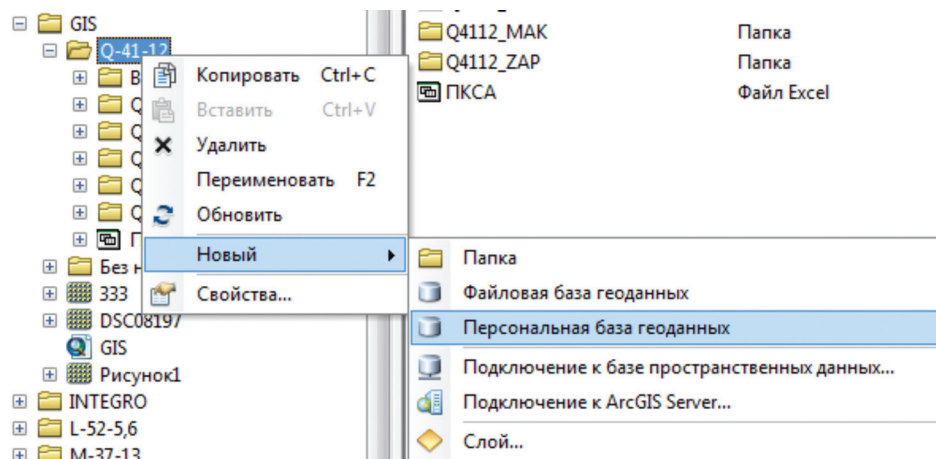 GIS
Q-41-12
Без
333
DSC08197
GIS
Рисунок1
INTEGRO
L-52-5,6
M-37-13
Копировать Ctrl+C
Вставить Ctrl+V
Удалить
Переименовать F2
Обновить
Новый
Свойства...
Q4112_MAK Папка
Q4112_ZAP Папка
ПКСА Файл Excel
Папка
Файловая база геоданных
Персональная база геоданных
Подключение к базе пространственных данных...
Подключение к ArcGIS Server...
Слой...